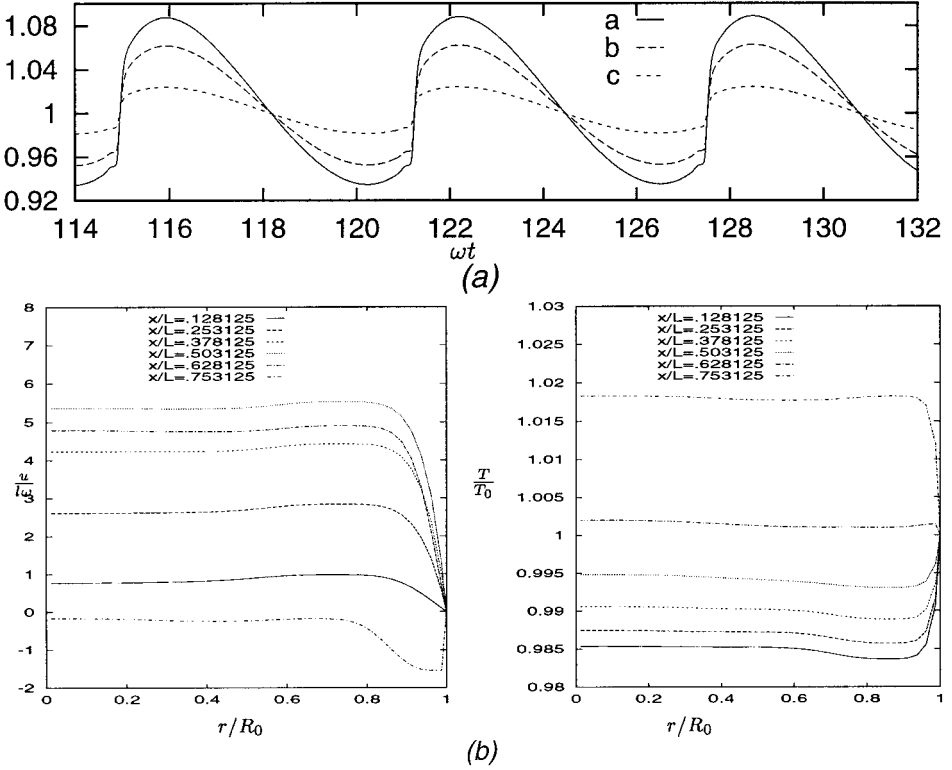 1.08
1.04
1
0.96
0.92
a
b
c
114 116 118 120 122 124 126 128 130 132
ωt
(a)
8
7
6
5
4
3
2
1
0
-1
-2
x/L=.128125
x/L=.253125
x/L=.378125
x/L=.503125
x/L=.628125
x/L=.753125
u
lω
0 0.2 0.4 0.6 0.8 1
r/R₀
1.03
1.025
1.02
1.015
1.01
1.005
1
0.995
0.99
0.985
0.98
x/L=.128125
x/L=.253125
x/L=.378125
x/L=.503125
x/L=.628125
x/L=.753125
T
T₀
0 0.2 0.4 0.6 0.8 1
r/R₀
(b)